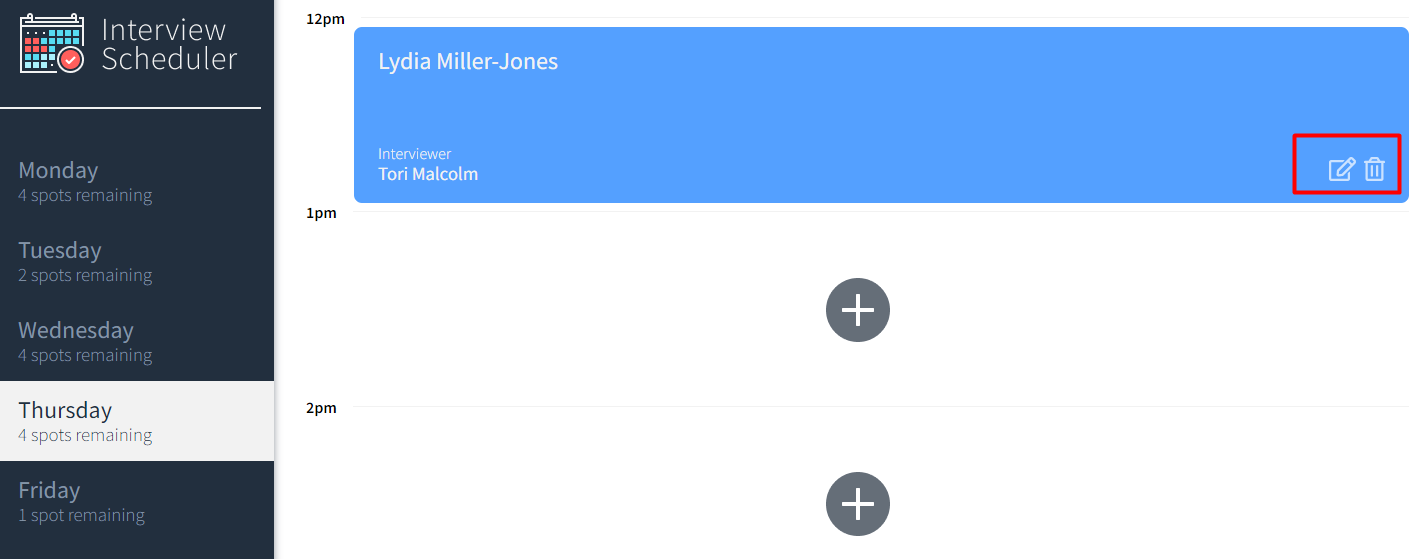 Interview
Scheduler
Monday
4 spots remaining
Tuesday
2 spots remaining
Wednesday
4 spots remaining
Thursday
4 spots remaining
Friday
1 spot remaining
12pm
Lydia Miller-Jones
Interviewer
Tori Malcolm
1pm
2pm